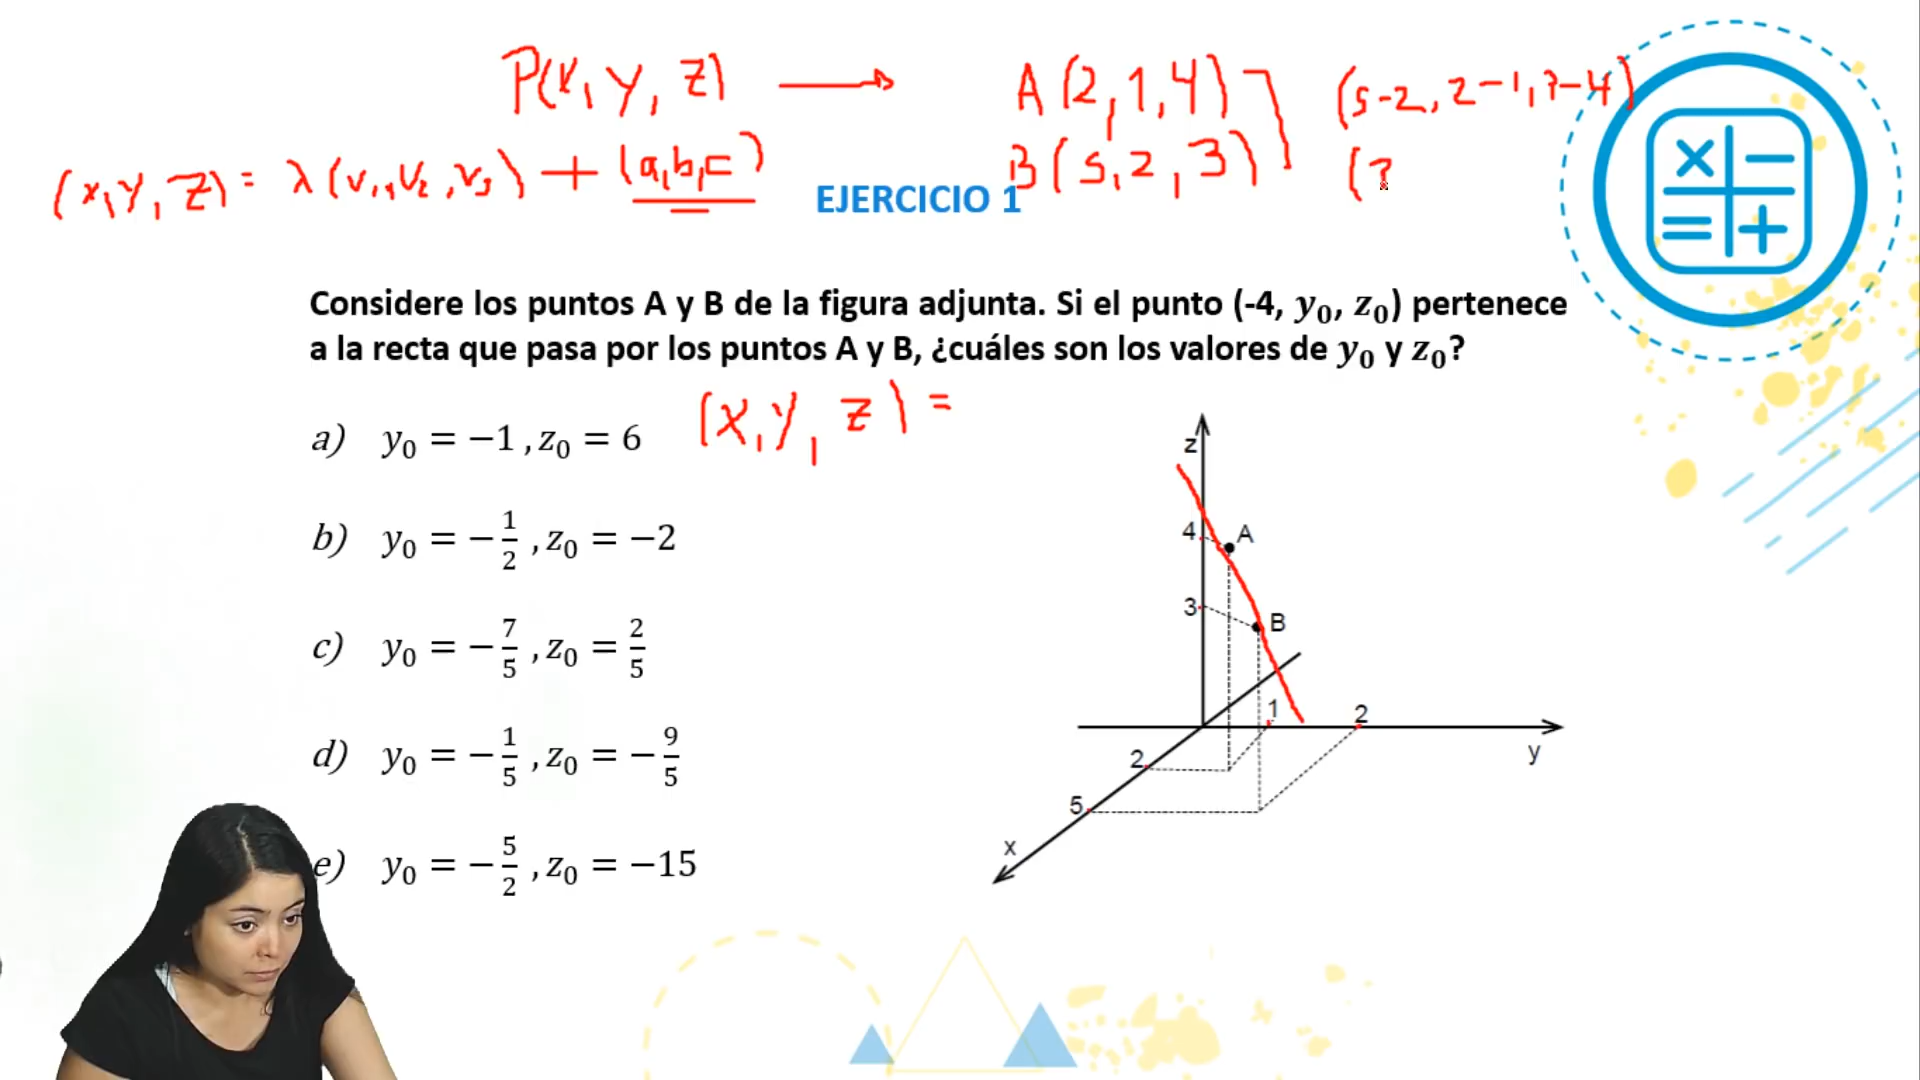 P(x, y, z) → A(2, 1, 4) (5-2, 2-1, 3-4)
(x, y, z) = λ(v₁, v₂, v₃) + (a, b, c) B(5, 2, 3) (3
EJERCICIO 1
Considere los puntos A y B de la figura adjunta. Si el punto (-4, y₀, z₀) pertenece
a la recta que pasa por los puntos A y B, ¿cuáles son los valores de y₀ y z₀?
(x, y, z) =
a) y₀ = −1 , z₀ = 6
b) y₀ = −1/2 , z₀ = −2
c) y₀ = −7/5 , z₀ = 2/5
d) y₀ = −1/5 , z₀ = −9/5
e) y₀ = −5/2 , z₀ = −15
z
4 A
3 B
1 2
y
2
5
x